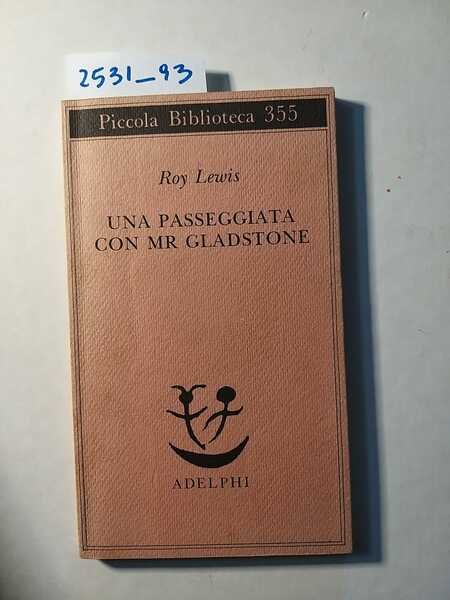 2531_93
Piccola Biblioteca 355
Roy Lewis
UNA PASSEGGIATA
CON MR GLADSTONE
ADELPHI